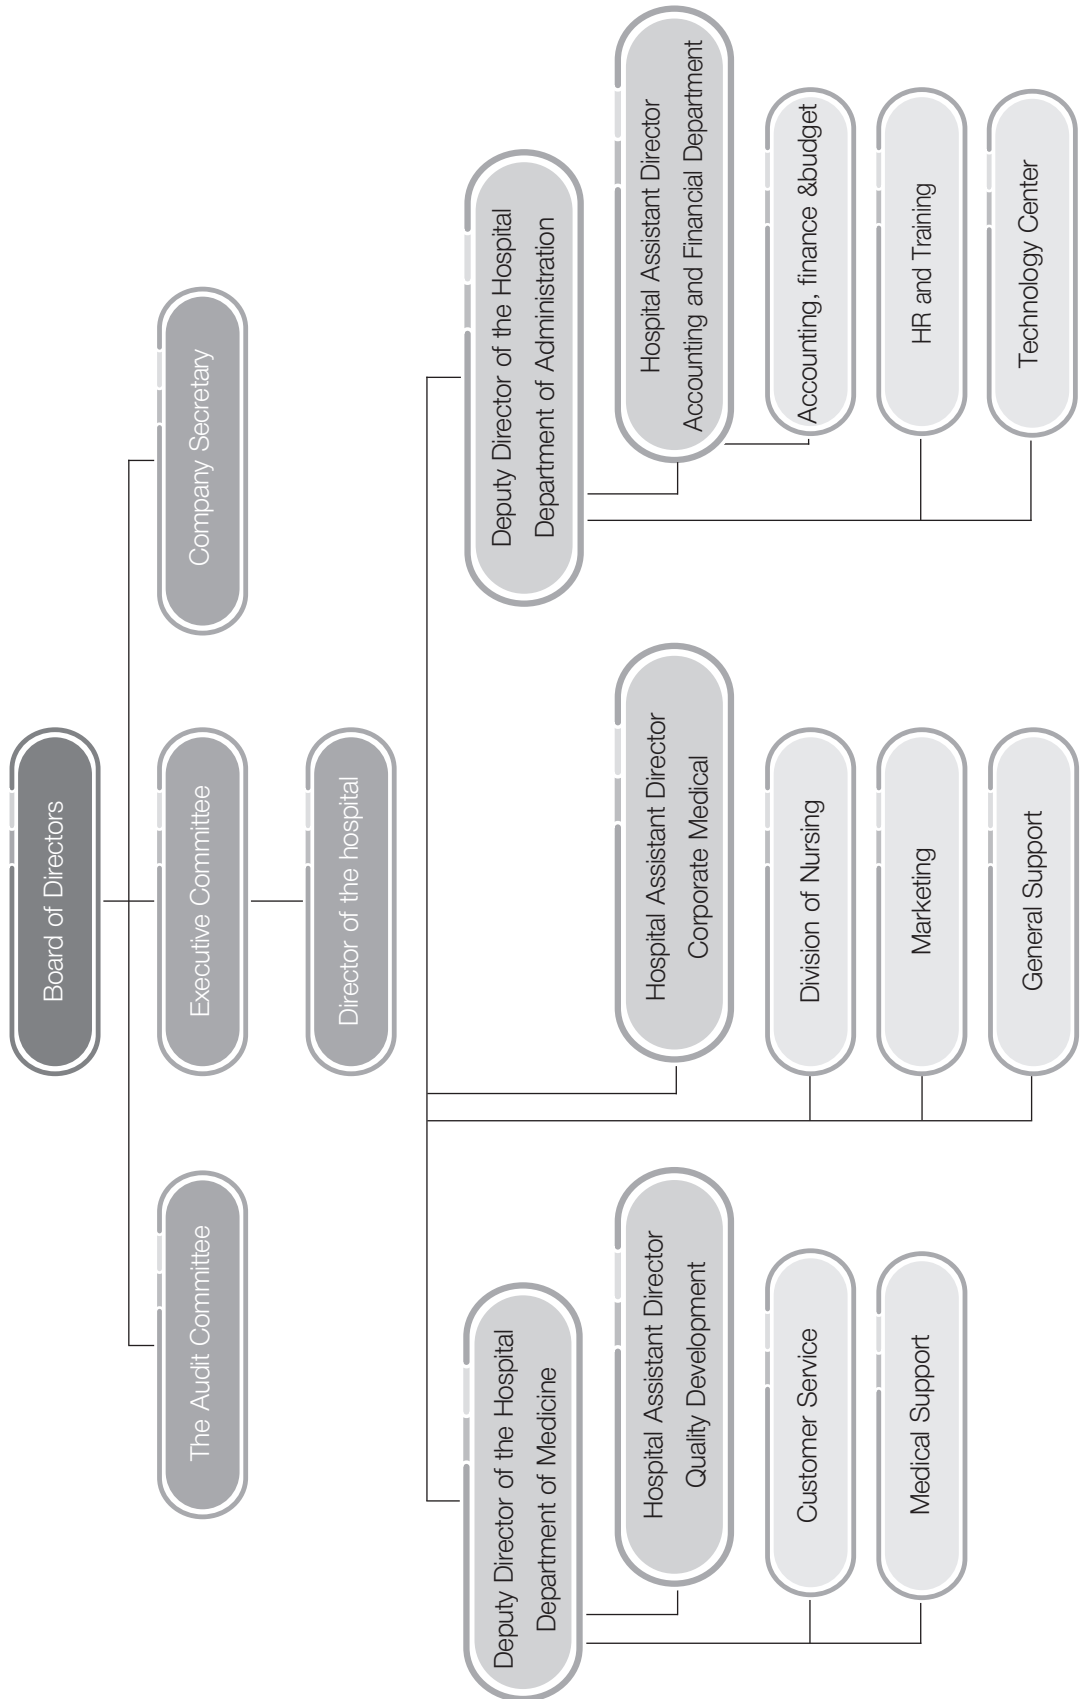 Board of Directors
The Audit Committee
Executive Committee
Company Secretary
Director of the hospital
Deputy Director of the Hospital
Department of Medicine
Deputy Director of the Hospital
Department of Administration
Hospital Assistant Director
Quality Development
Hospital Assistant Director
Corporate Medical
Hospital Assistant Director
Accounting and Financial Department
Customer Service
Division of Nursing
Accounting, finance &budget
Medical Support
Marketing
HR and Training
General Support
Technology Center